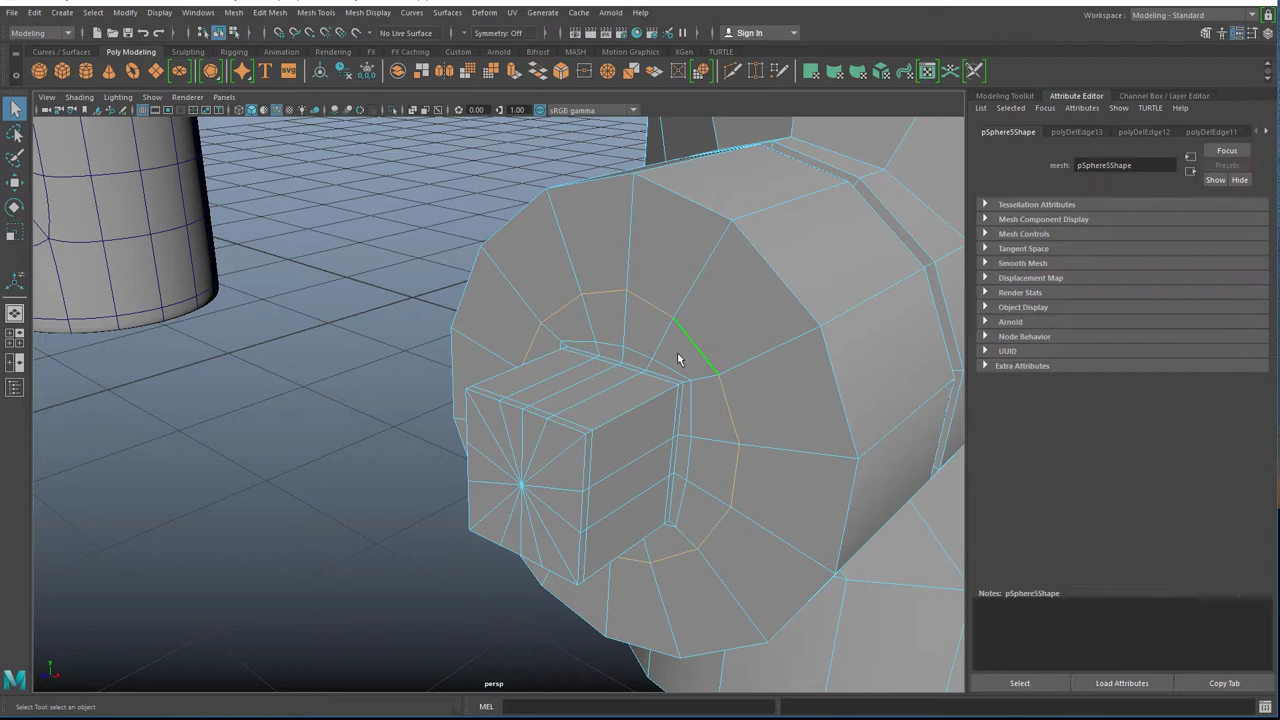 File Edit Create Select Modify Display Windows Mesh Edit Mesh Mesh Tools Mesh Display Curves Surfaces Deform UV Generate Cache Arnold Help
Workspace : Modeling - Standard
Modeling No Live Surface Symmetry: Off Sign In
Curves / Surfaces Poly Modeling Sculpting Rigging Animation Rendering FX FX Caching Custom Arnold Bifrost MASH Motion Graphics XGen TURTLE
View Shading Lighting Show Renderer Panels
0.00 1.00 sRGB gamma
Modeling Toolkit Attribute Editor Channel Box / Layer Editor
List Selected Focus Attributes Show TURTLE Help
pSphere5Shape polyDelEdge13 polyDelEdge12 polyDelEdge11
Focus
mesh: pSphere5Shape
Presets
Show Hide
Tessellation Attributes
Mesh Component Display
Mesh Controls
Tangent Space
Smooth Mesh
Displacement Map
Render Stats
Object Display
Arnold
Node Behavior
UUID
Extra Attributes
Notes: pSphere5Shape
persp
Select Load Attributes Copy Tab
Select Tool: select an object
MEL